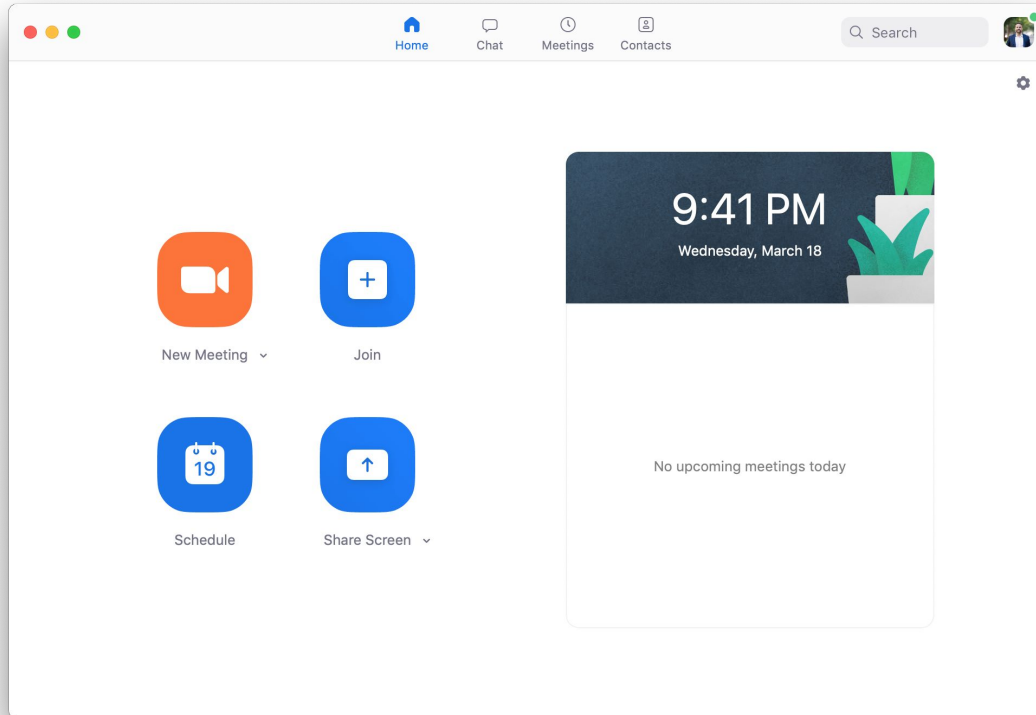 Home
Chat
Meetings
Contacts
Search
9:41 PM
Wednesday, March 18
New Meeting
Join
19
Schedule
Share Screen
No upcoming meetings today